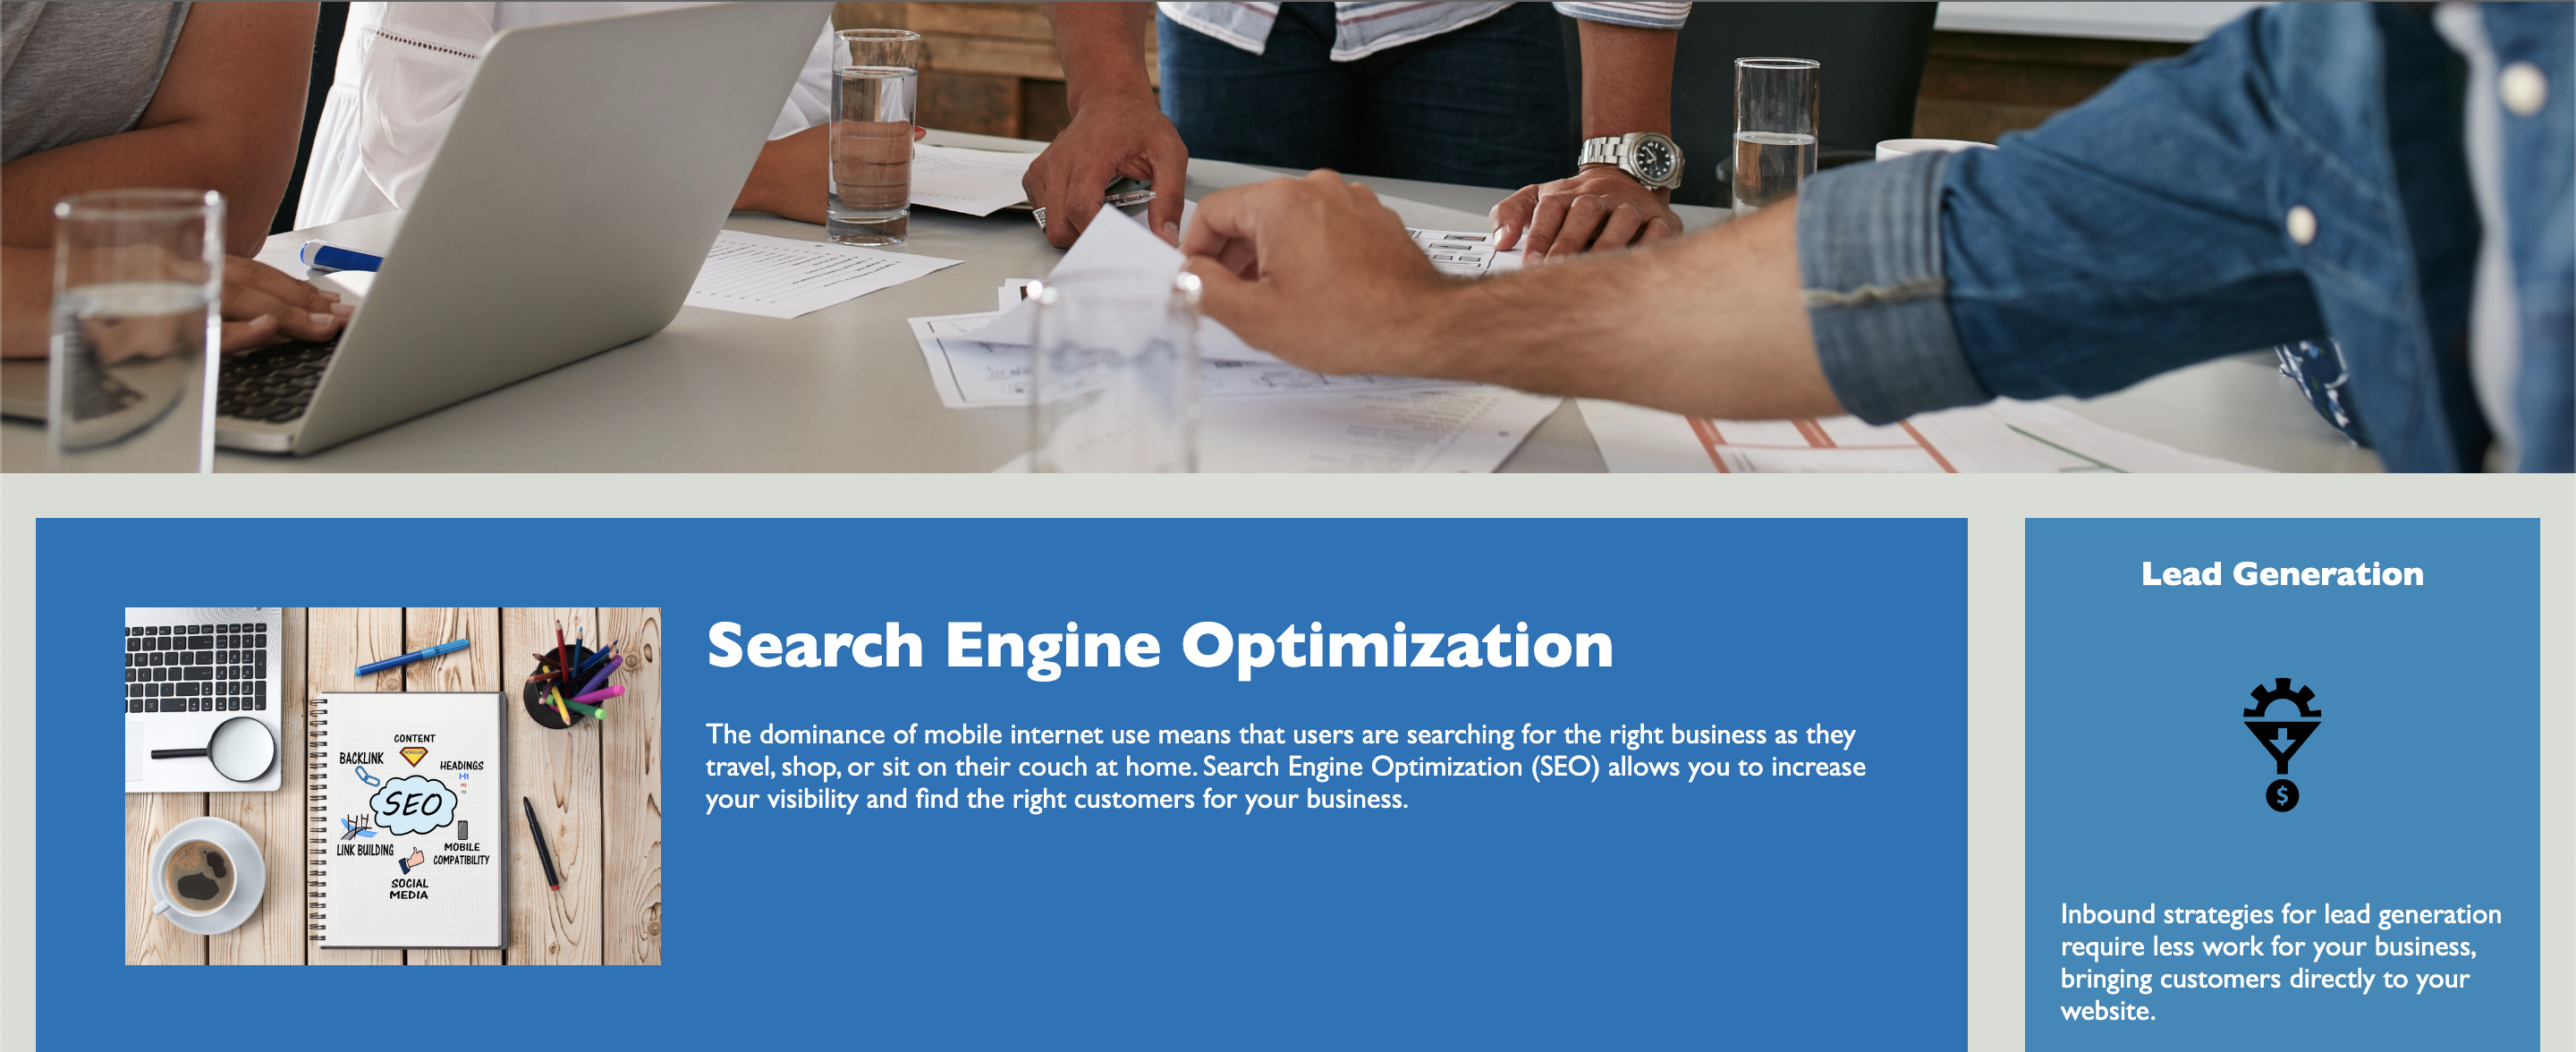 Search Engine Optimization
The dominance of mobile internet use means that users are searching for the right business as they
travel, shop, or sit on their couch at home. Search Engine Optimization (SEO) allows you to increase
your visibility and find the right customers for your business.
CONTENT
BACKLINK
HEADINGS
H1
SEO
LINK BUILDING
MOBILE
COMPATIBILITY
SOCIAL
MEDIA
Lead Generation
$
Inbound strategies for lead generation
require less work for your business,
bringing customers directly to your
website.